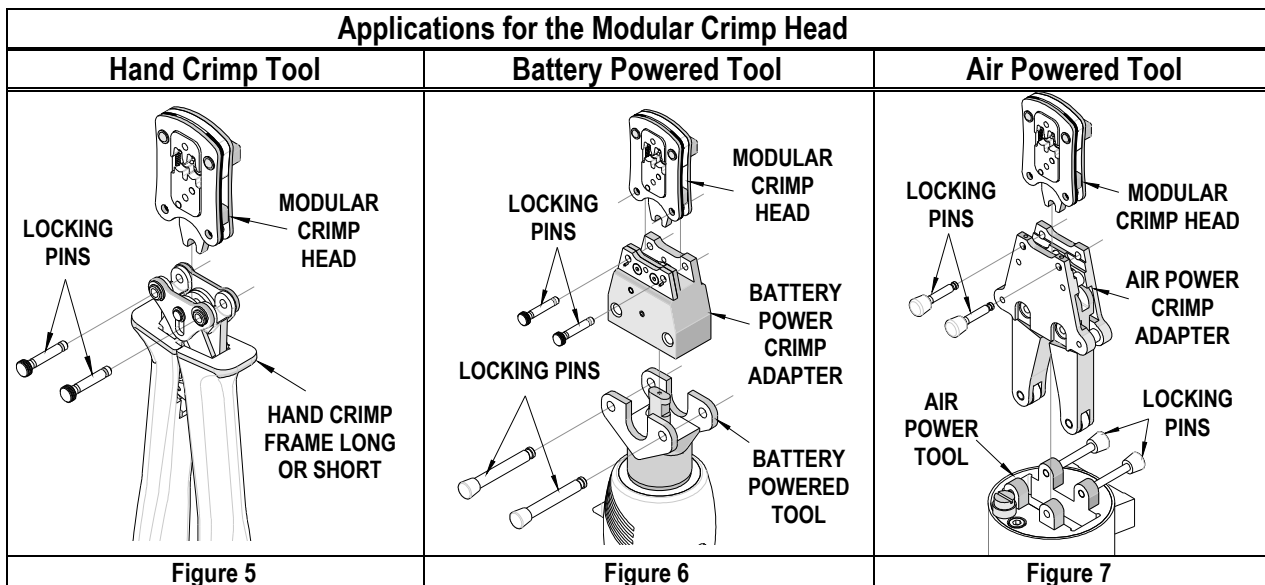 Applications for the Modular Crimp Head
Hand Crimp Tool
Battery Powered Tool
Air Powered Tool
LOCKING
PINS
MODULAR
CRIMP
HEAD
HAND CRIMP
FRAME LONG
OR SHORT
LOCKING
PINS
MODULAR
CRIMP
HEAD
BATTERY
POWER
CRIMP
ADAPTER
LOCKING PINS
BATTERY
POWERED
TOOL
LOCKING
PINS
MODULAR
CRIMP HEAD
AIR POWER
CRIMP
ADAPTER
AIR
POWER
TOOL
LOCKING
PINS
Figure 5
Figure 6
Figure 7